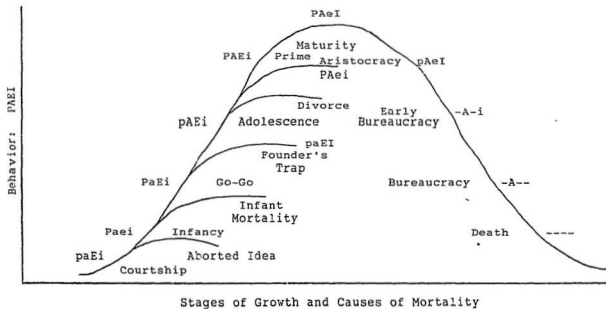 PAeI
Maturity
PAEi Prime Aristocracy pAeI
PAei
Divorce
pAEi Adolescence Early -A-i
Bureaucracy
paEI
Founder's
Trap
PaEi Go-Go Bureaucracy -A--
Infant
Mortality
Paei Infancy Death ----
paEi Aborted Idea
Courtship
Behavior: PAEI
Stages of Growth and Causes of Mortality